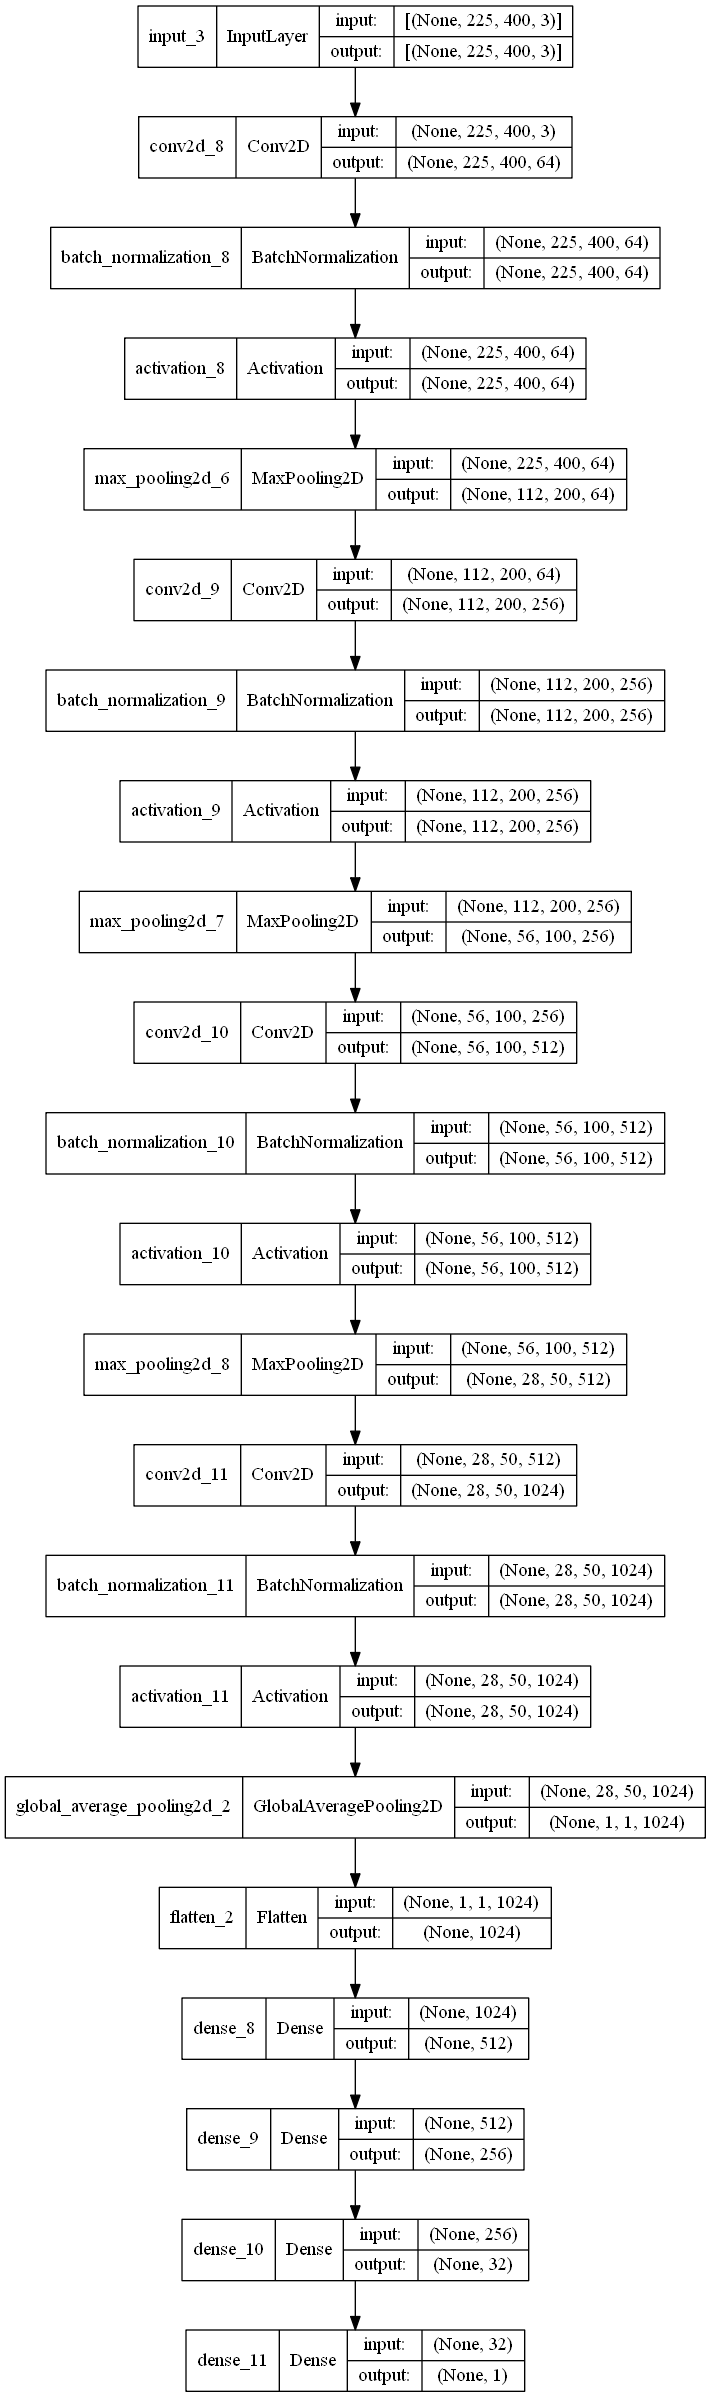 input_3 InputLayer input: [(None, 225, 400, 3)]
output: [(None, 225, 400, 3)]
conv2d_8 Conv2D input: (None, 225, 400, 3)
output: (None, 225, 400, 64)
batch_normalization_8 BatchNormalization input: (None, 225, 400, 64)
output: (None, 225, 400, 64)
activation_8 Activation input: (None, 225, 400, 64)
output: (None, 225, 400, 64)
max_pooling2d_6 MaxPooling2D input: (None, 225, 400, 64)
output: (None, 112, 200, 64)
conv2d_9 Conv2D input: (None, 112, 200, 64)
output: (None, 112, 200, 256)
batch_normalization_9 BatchNormalization input: (None, 112, 200, 256)
output: (None, 112, 200, 256)
activation_9 Activation input: (None, 112, 200, 256)
output: (None, 112, 200, 256)
max_pooling2d_7 MaxPooling2D input: (None, 112, 200, 256)
output: (None, 56, 100, 256)
conv2d_10 Conv2D input: (None, 56, 100, 256)
output: (None, 56, 100, 512)
batch_normalization_10 BatchNormalization input: (None, 56, 100, 512)
output: (None, 56, 100, 512)
activation_10 Activation input: (None, 56, 100, 512)
output: (None, 56, 100, 512)
max_pooling2d_8 MaxPooling2D input: (None, 56, 100, 512)
output: (None, 28, 50, 512)
conv2d_11 Conv2D input: (None, 28, 50, 512)
output: (None, 28, 50, 1024)
batch_normalization_11 BatchNormalization input: (None, 28, 50, 1024)
output: (None, 28, 50, 1024)
activation_11 Activation input: (None, 28, 50, 1024)
output: (None, 28, 50, 1024)
global_average_pooling2d_2 GlobalAveragePooling2D input: (None, 28, 50, 1024)
output: (None, 1, 1, 1024)
flatten_2 Flatten input: (None, 1, 1, 1024)
output: (None, 1024)
dense_8 Dense input: (None, 1024)
output: (None, 512)
dense_9 Dense input: (None, 512)
output: (None, 256)
dense_10 Dense input: (None, 256)
output: (None, 32)
dense_11 Dense input: (None, 32)
output: (None, 1)